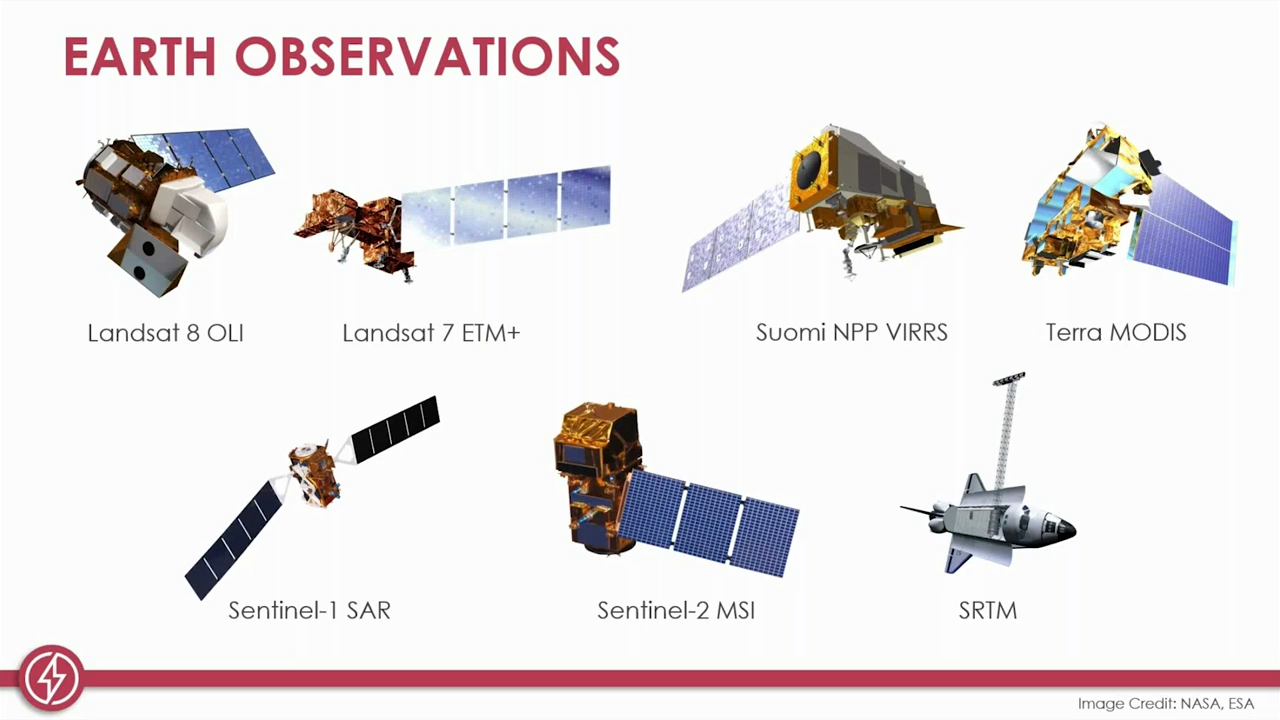 EARTH OBSERVATIONS
Landsat 8 OLI
Landsat 7 ETM+
Suomi NPP VIRRS
Terra MODIS
Sentinel-1 SAR
Sentinel-2 MSI
SRTM
Image Credit: NASA, ESA